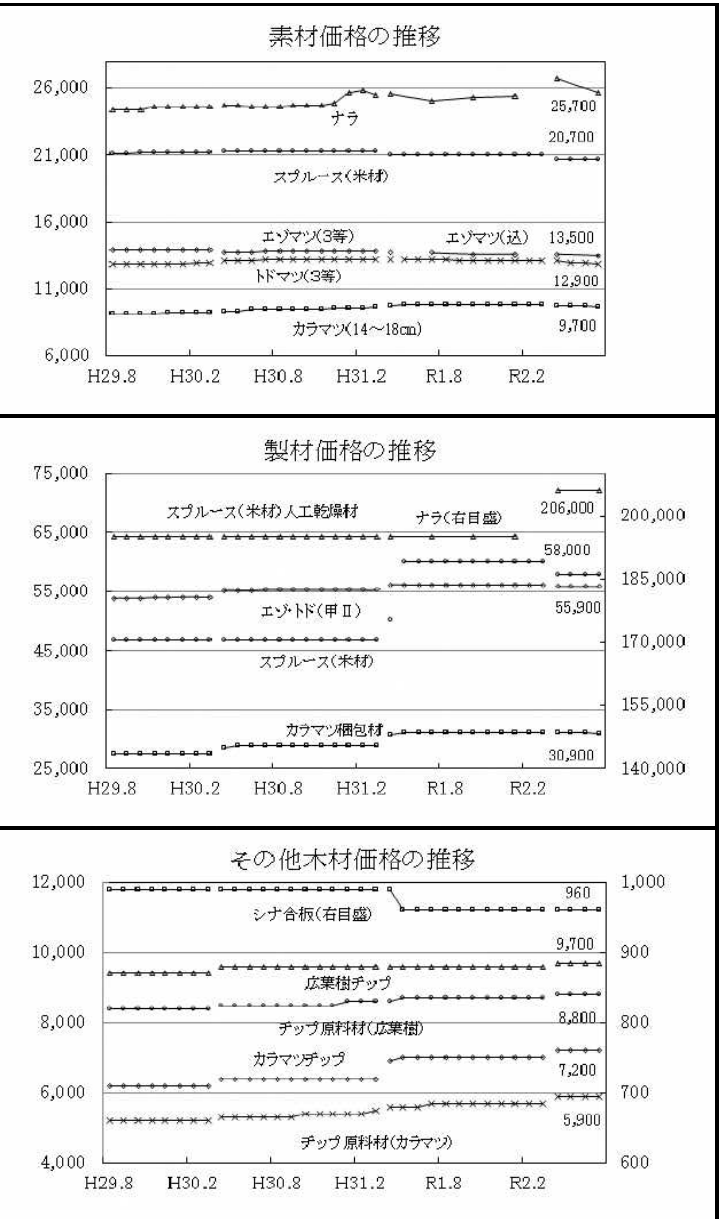 素材価格の推移
26,000
25,700
ナラ
20,700
21,000
スプルース(米材)
16,000
エゾマツ(3等)
エゾマツ(込)
13,500
トドマツ(3等)
12,900
11,000
カラマツ(14～18㎝)
9,700
6,000
H29.8 H30.2 H30.8 H31.2 R1.8 R2.2
製材価格の推移
75,000
スプルース(米材)人工乾燥材
ナラ(右目盛)
206,000
200,000
65,000
58,000
185,000
55,000
エゾ・トド(甲Ⅱ)
55,900
170,000
45,000
スプルース(米材)
155,000
35,000
カラマツ梱包材
30,900
25,000
140,000
H29.8 H30.2 H30.8 H31.2 R1.8 R2.2
その他木材価格の推移
12,000
1,000
960
シナ合板(右目盛)
9,700
10,000
900
広葉樹チップ
8,800
8,000
800
チップ原料材(広葉樹)
カラマツチップ
7,200
6,000
700
5,900
チップ原料材(カラマツ)
4,000
600
H29.8 H30.2 H30.8 H31.2 R1.8 R2.2